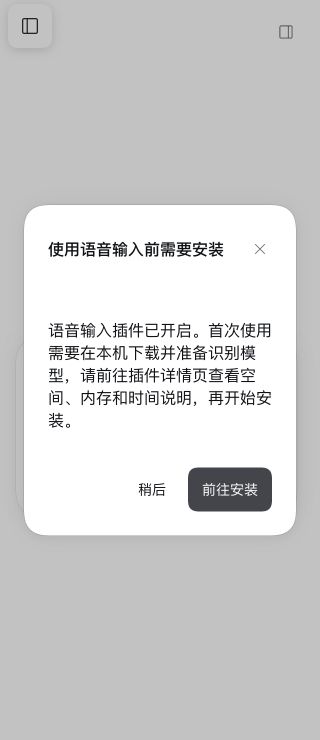 使用语音输入前需要安装
语音输入插件已开启。首次使用
需要在本机下载并准备识别模
型，请前往插件详情页查看空
间、内存和时间说明，再开始安
装。
稍后
前往安装